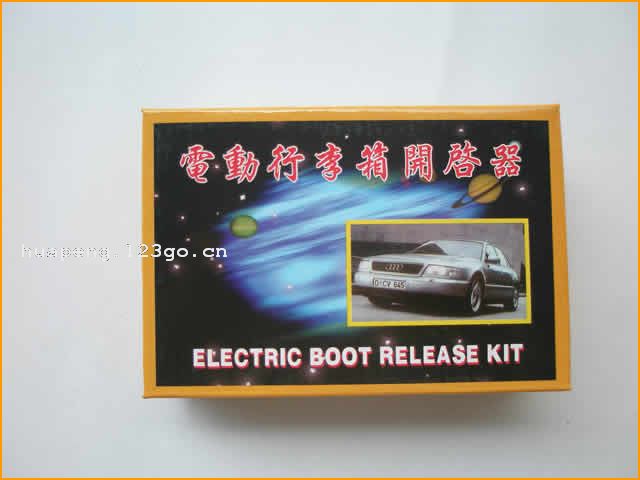 電動行李箱開啓器
huapeng.123go.cn
D·CV 645
ELECTRIC BOOT RELEASE KIT